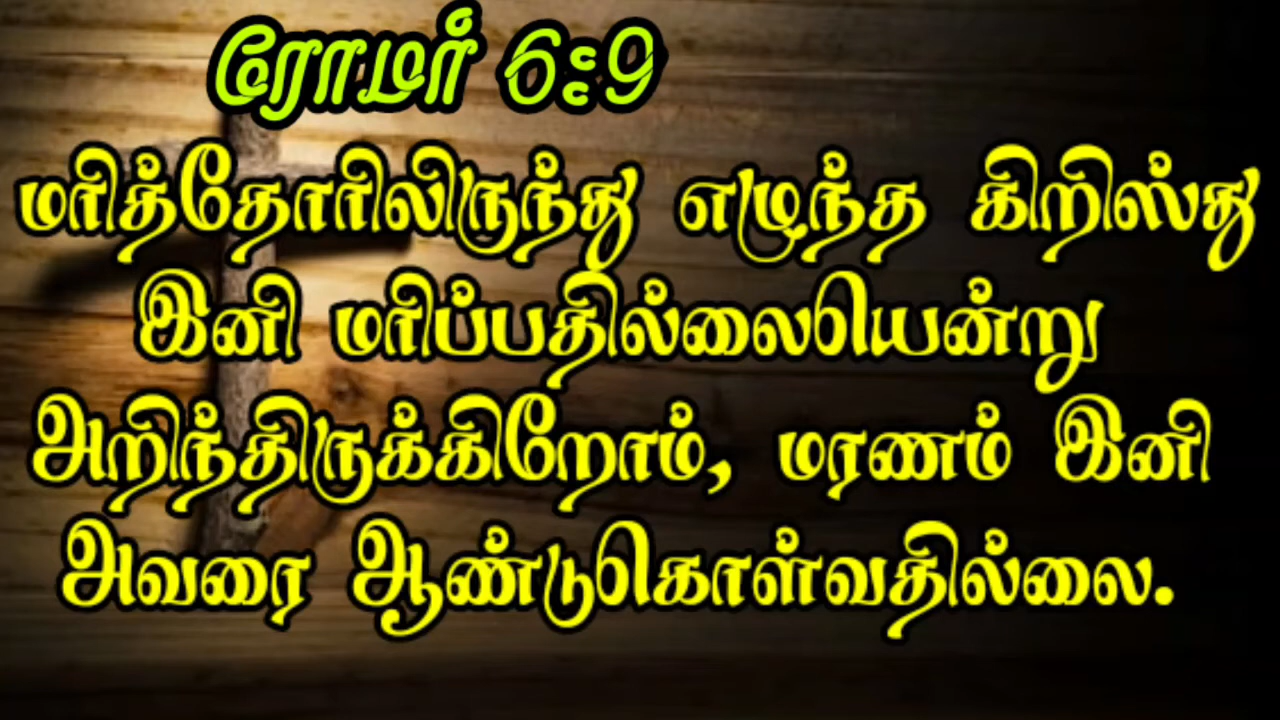 ரோமர் 6:9
மரித்தோரிலிருந்து எழுந்த கிறிஸ்து
இனி மரிப்பதில்லையென்று
அறிந்திருக்கிறோம், மரணம் இனி
அவரை ஆண்டுகொள்வதில்லை.